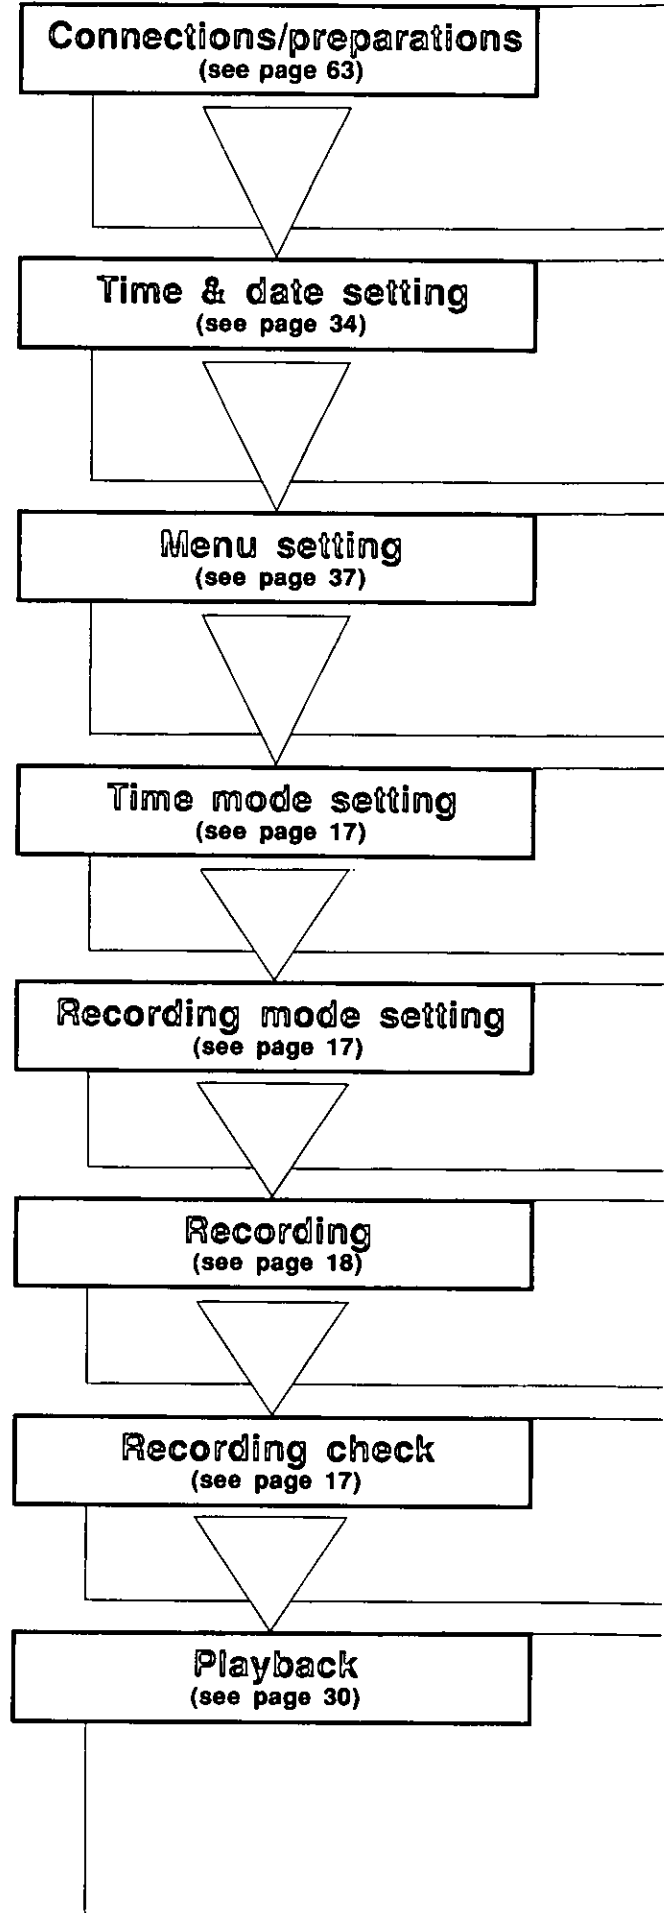 Connections/preparations
(see page 63)
Time & date setting
(see page 34)
Menu setting
(see page 37)
Time mode setting
(see page 17)
Recording mode setting
(see page 17)
Recording
(see page 18)
Recording check
(see page 17)
Playback
(see page 30)